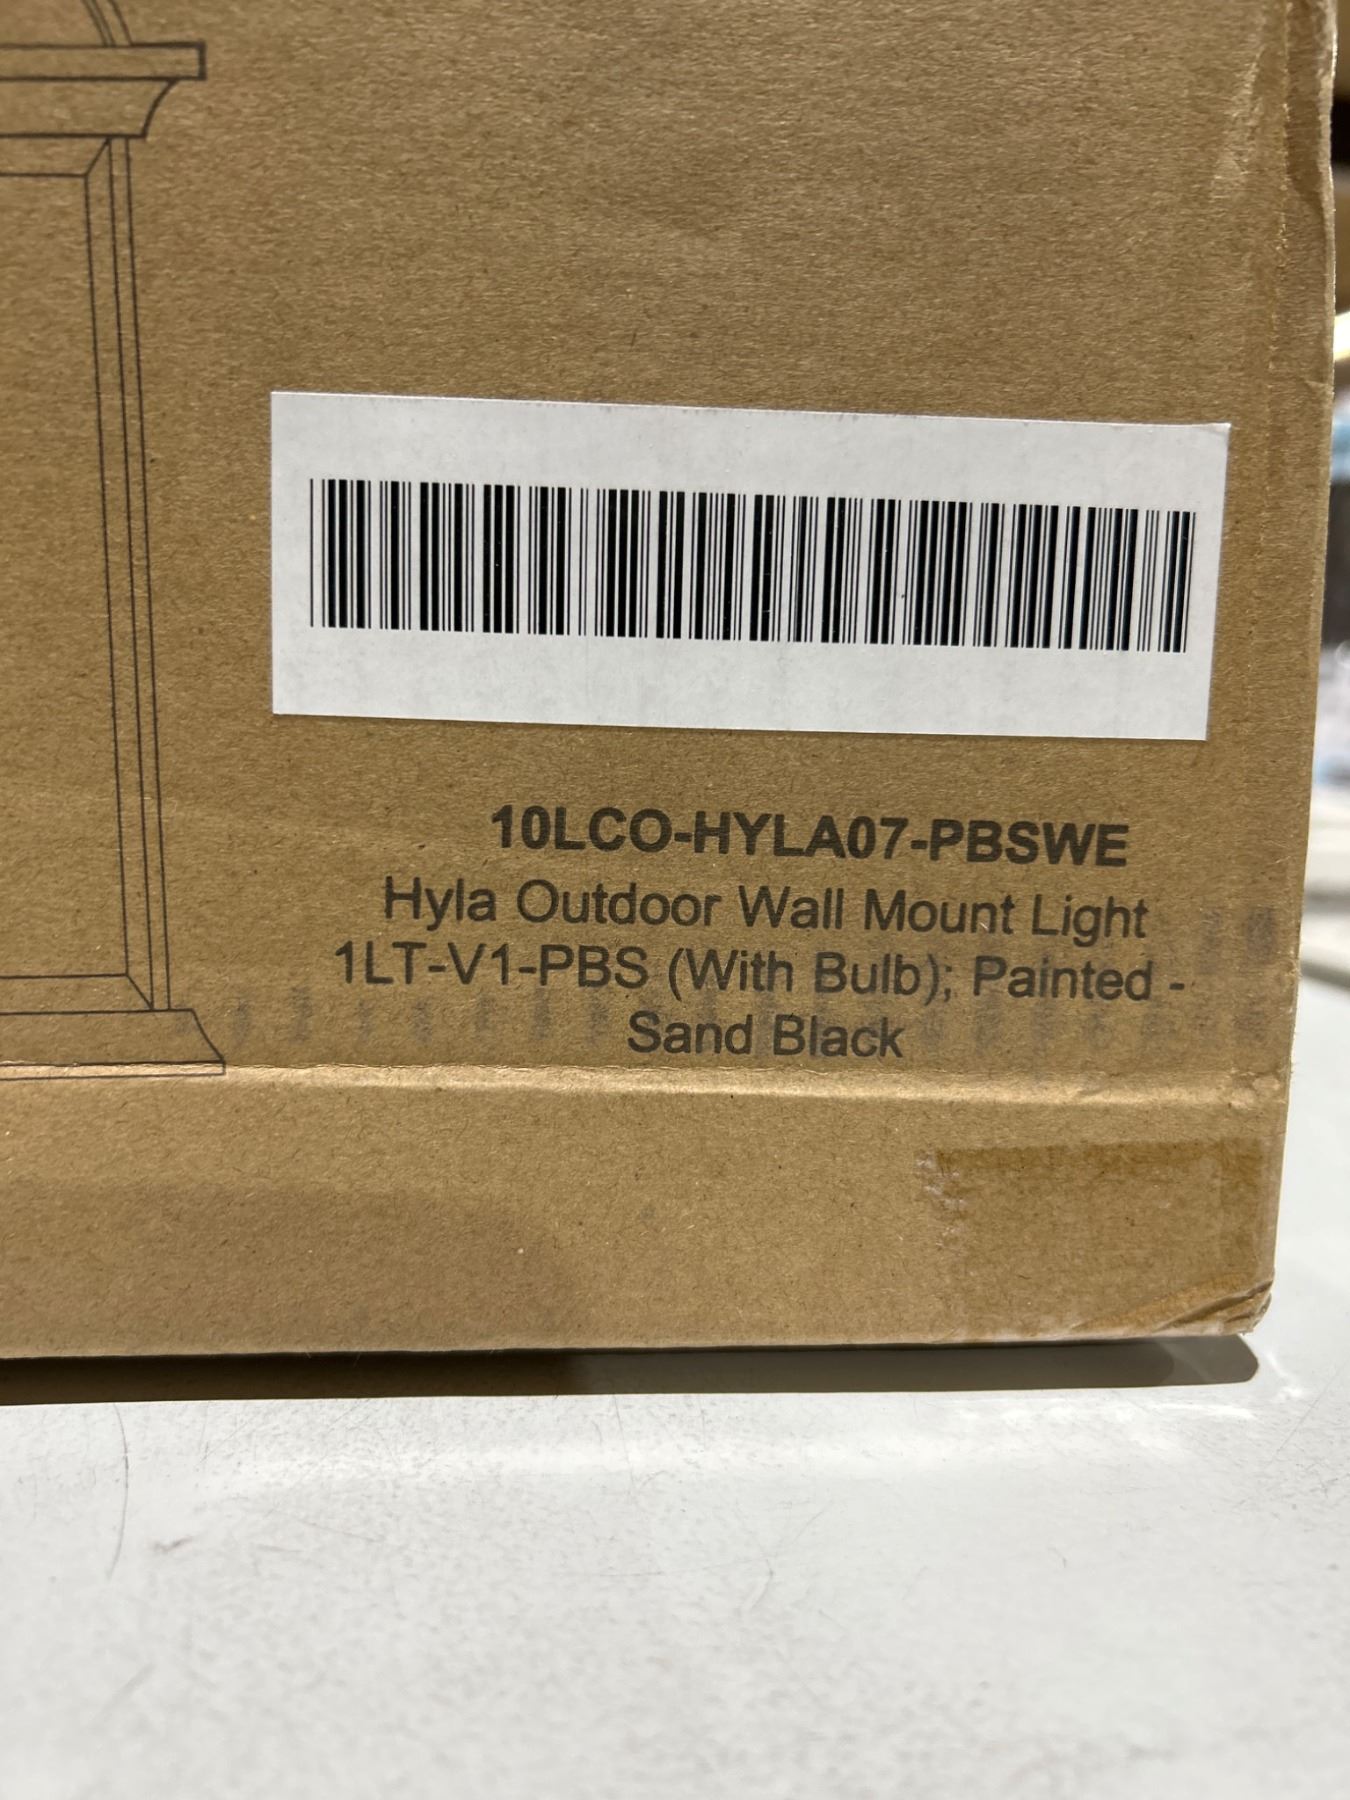 10LCO-HYLA07-PBSWE
Hyla Outdoor Wall Mount Light
1LT-V1-PBS (With Bulb); Painted -
Sand Black